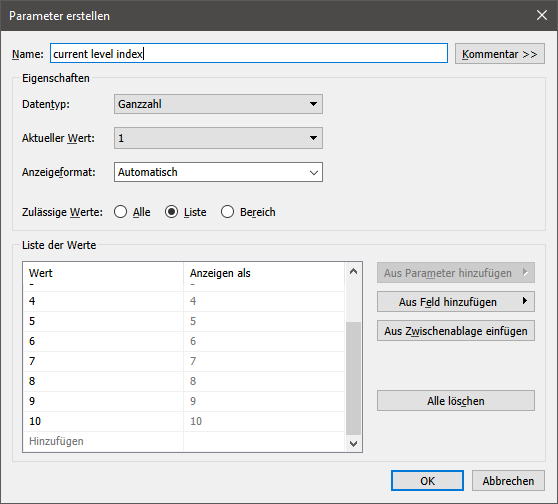 Parameter erstellen
Name: current level index Kommentar >>
Eigenschaften
Datentyp: Ganzzahl
Aktueller Wert: 1
Anzeigeformat: Automatisch
Zulässige Werte: Alle Liste Bereich
Liste der Werte
Wert Anzeigen als Aus Parameter hinzufügen
4 4 Aus Feld hinzufügen
5 5
6 6 Aus Zwischenablage einfügen
7 7
8 8
9 9 Alle löschen
10 10
Hinzufügen
OK Abbrechen